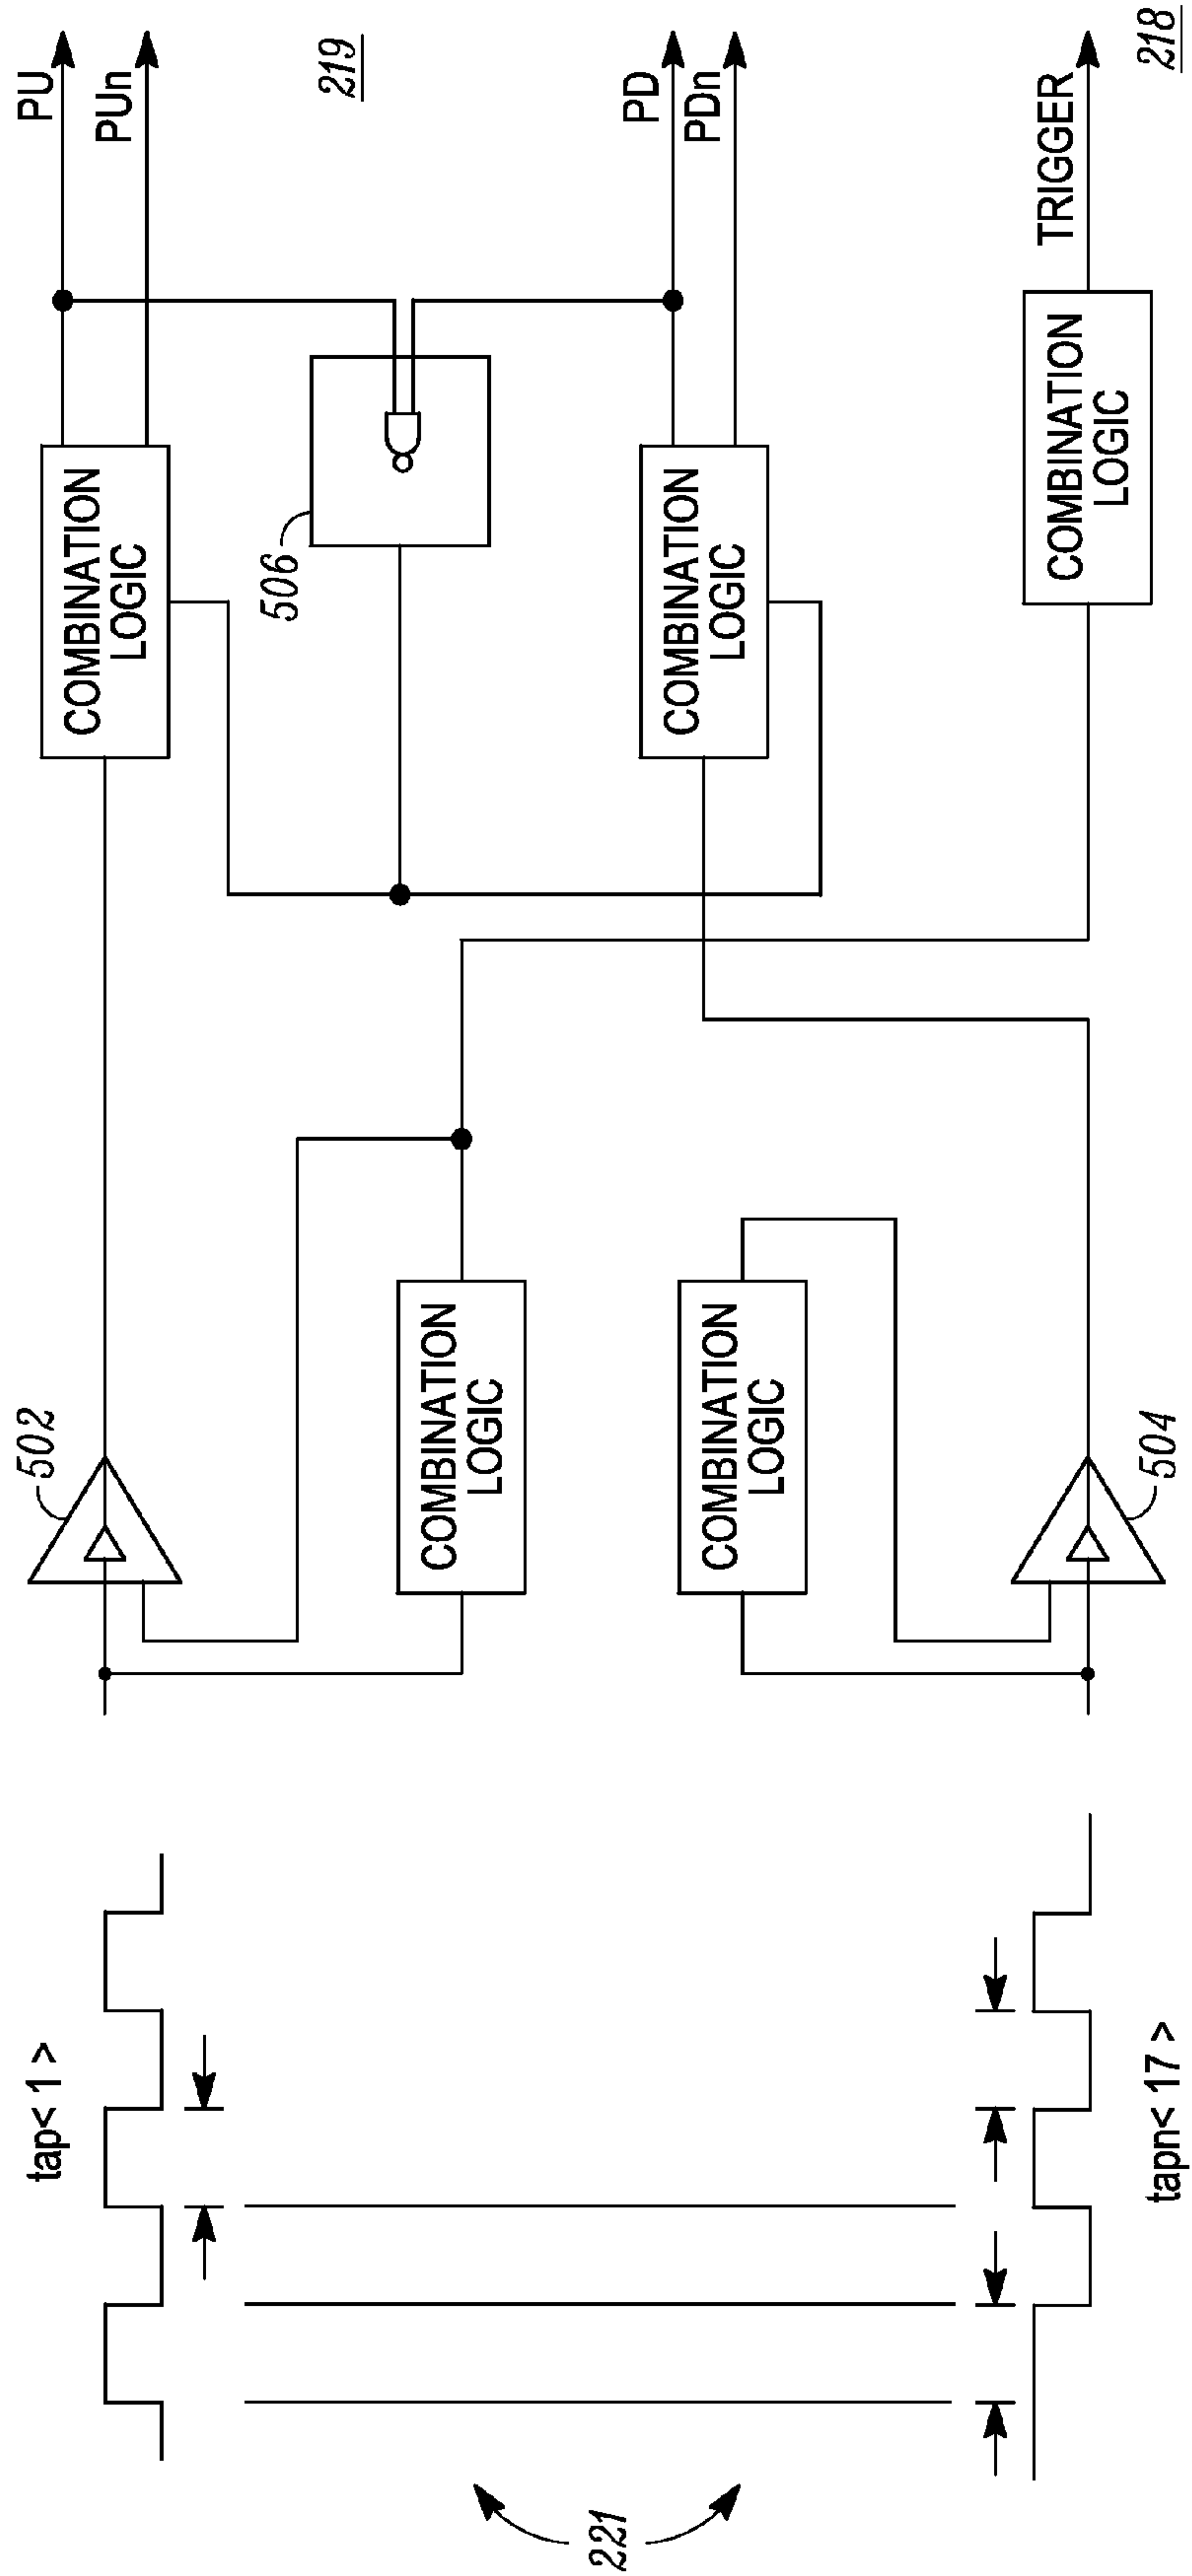 221
tap< 1 >
tapn< 17 >
502
504
COMBINATION
LOGIC
COMBINATION
LOGIC
COMBINATION
LOGIC
506
COMBINATION
LOGIC
COMBINATION
LOGIC
PU
PUn
219
PD
PDn
TRIGGER
218